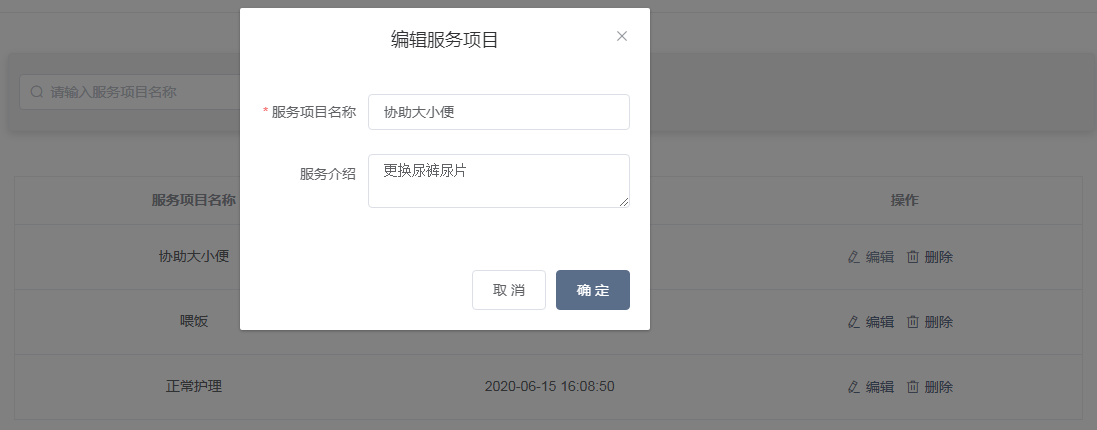 编辑服务项目
请输入服务项目名称
* 服务项目名称 协助大小便
服务介绍 更换尿裤尿片
取消 确定
服务项目名称 操作
协助大小便 编辑 删除
喂饭 编辑 删除
正常护理 2020-06-15 16:08:50 编辑 删除